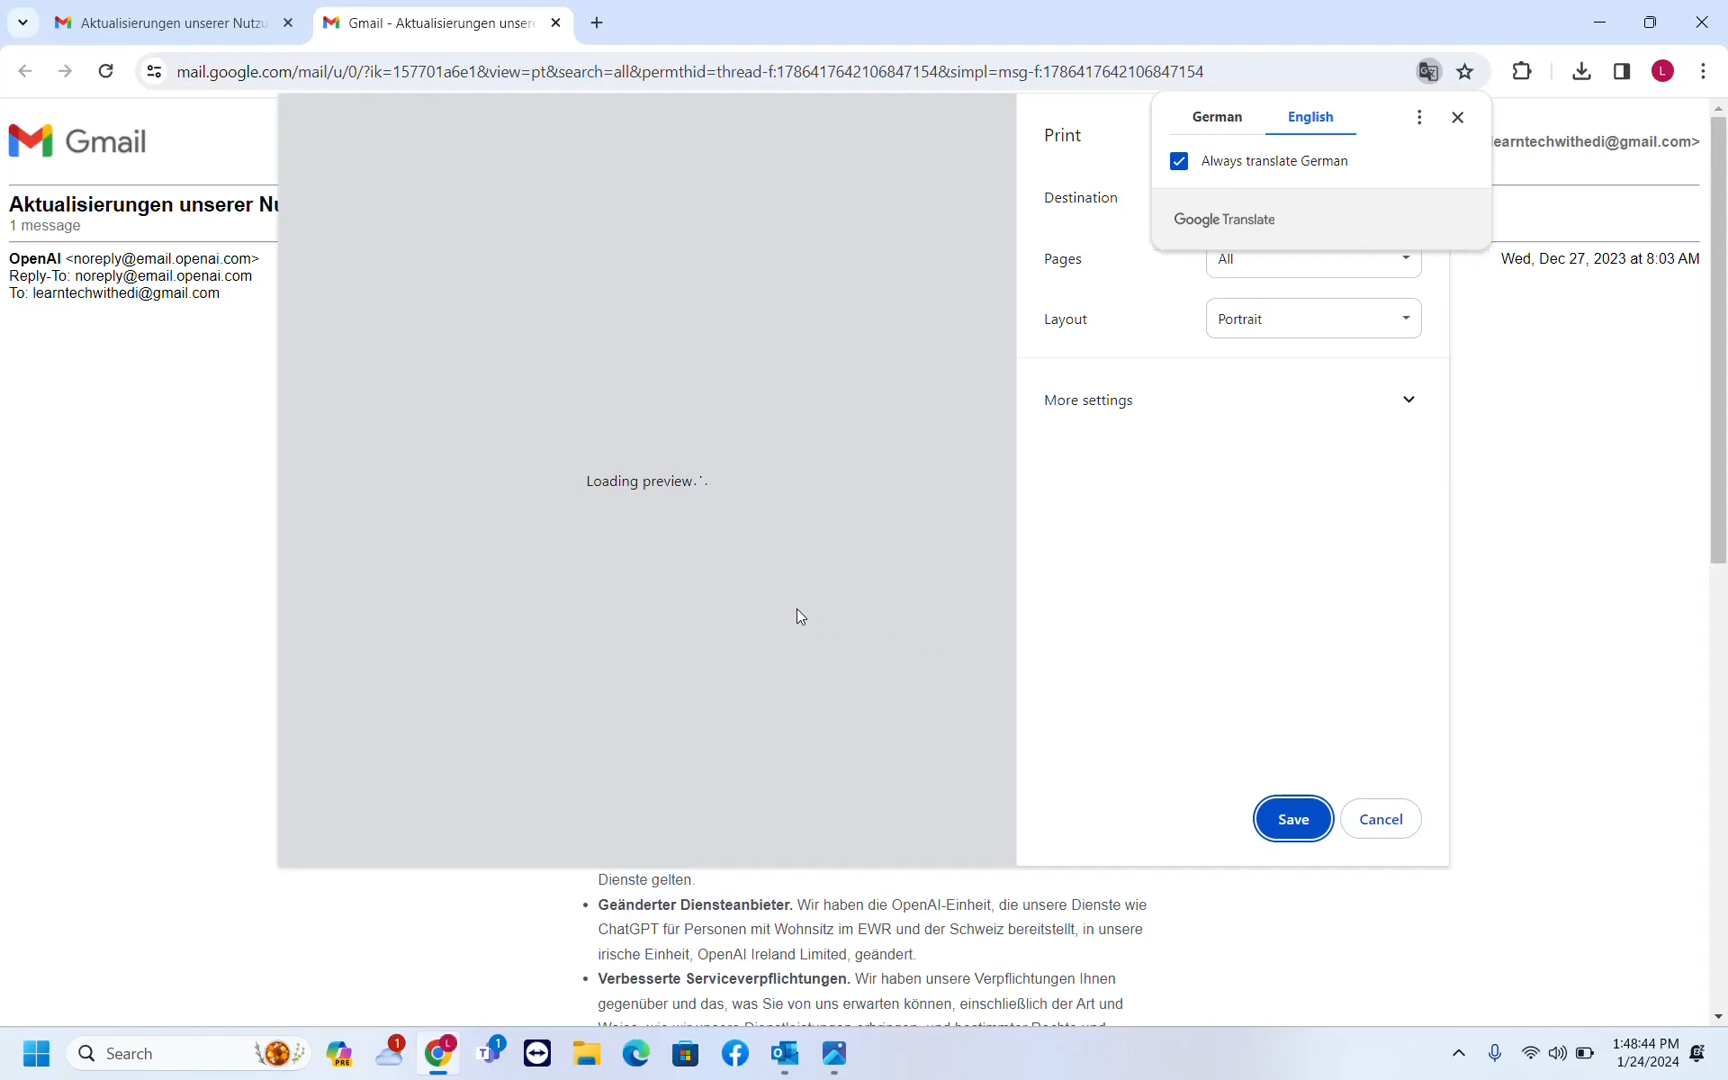 Aktualisierungen unserer Nutzu
Gmail - Aktualisierungen unsere
mail.google.com/mail/u/0/?ik=157701a6e1&view=pt&search=all&permthid=thread-f:1786417642106847154&simpl=msg-f:1786417642106847154
L
German
English
Always translate German
Google Translate
Gmail
learntechwithedi@gmail.com>
Aktualisierungen unserer Nu
1 message
OpenAI <noreply@email.openai.com>
Reply-To: noreply@email.openai.com
To: learntechwithedi@gmail.com
Wed, Dec 27, 2023 at 8:03 AM
Print
Destination
Pages
All
Layout
Portrait
More settings
Loading preview
Save
Cancel
Dienste gelten.
• Geänderter Diensteanbieter. Wir haben die OpenAI-Einheit, die unsere Dienste wie
ChatGPT für Personen mit Wohnsitz im EWR und der Schweiz bereitstellt, in unsere
irische Einheit, OpenAI Ireland Limited, geändert.
• Verbesserte Serviceverpflichtungen. Wir haben unsere Verpflichtungen Ihnen
gegenüber und das, was Sie von uns erwarten können, einschließlich der Art und
Search
PRE
1
L
1
1:48:44 PM
1/24/2024